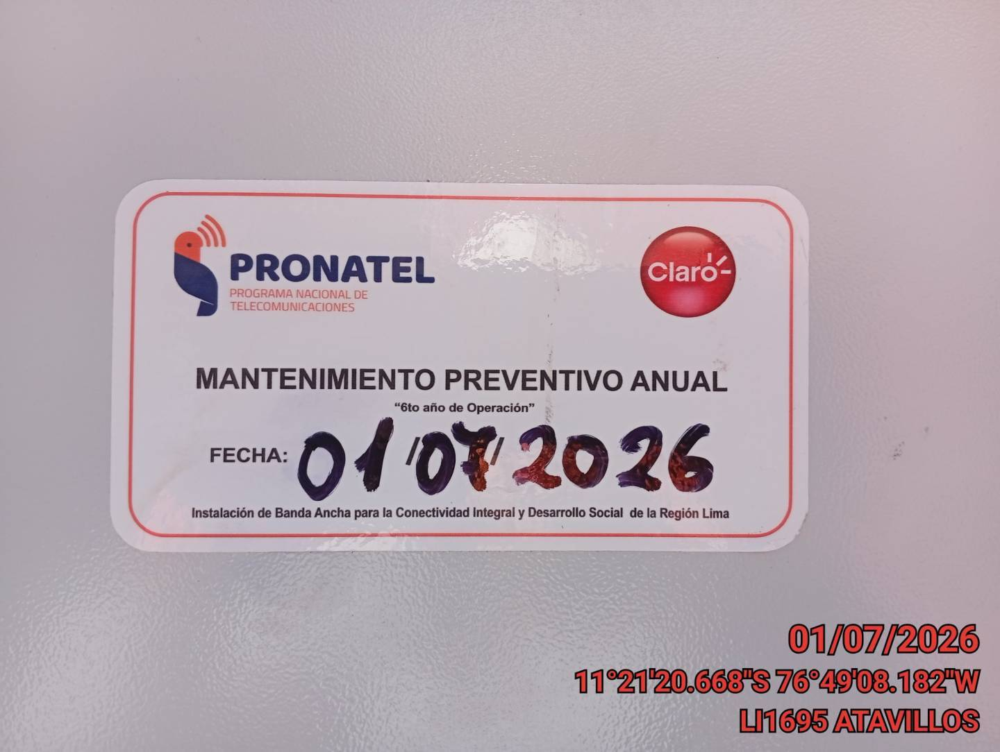 PRONATEL
PROGRAMA NACIONAL DE
TELECOMUNICACIONES
Claro
MANTENIMIENTO PREVENTIVO ANUAL
“6to año de Operación”
FECHA: 01/07/2026
Instalación de Banda Ancha para la Conectividad Integral y Desarrollo Social de la Región Lima
01/07/2026
11°21'20.668"S 76°49'08.182"W
LI1695 ATAVILLOS